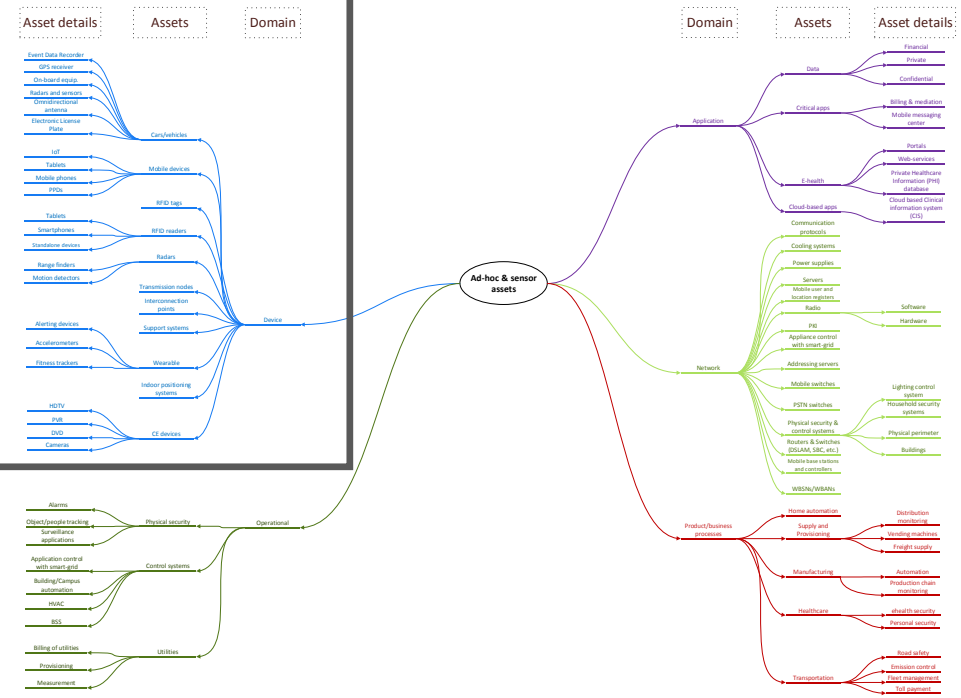 Asset details
Assets
Domain
Event Data Recorder
GPS receiver
On-board equip.
Radars and sensors
Omnidirectional
antenna
Electronic License
Plate
Cars/vehicles
IoT
Tablets
Mobile phones
PPDs
Mobile devices
RFID tags
Tablets
Smartphones
Standalone devices
RFID readers
Range finders
Motion detectors
Radars
Transmission nodes
Interconnection
points
Support systems
Alerting devices
Accelerometers
Fitness trackers
Wearable
Indoor positioning
systems
HDTV
PVR
DVD
Cameras
CE devices
Device
Alarms
Object/people tracking
Surveillance
applications
Physical security
Application control
with smart-grid
Building/Campus
automation
HVAC
BSS
Control systems
Billing of utilities
Provisioning
Measurement
Utilities
Operational
Ad-hoc & sensor
assets
Domain
Assets
Asset details
Application
Data
Financial
Private
Confidential
Critical apps
Billing & mediation
Mobile messaging
center
E-health
Portals
Web-services
Private Healthcare
Information (PHI)
database
Cloud-based apps
Cloud based Clinical
information system
(CIS)
Network
Communication
protocols
Cooling systems
Power supplies
Servers
Mobile user and
location registers
Radio
Software
Hardware
PKI
Appliance control
with smart-grid
Addressing servers
Mobile switches
PSTN switches
Physical security &
control systems
Lighting control
system
Household security
systems
Physical perimeter
Buildings
Routers & Switches
(DSLAM, SBC, etc.)
Mobile base stations
and controllers
WBSNs/WBANs
Product/business
processes
Home automation
Supply and
Provisioning
Distribution
monitoring
Vending machines
Freight supply
Manufacturing
Automation
Production chain
monitoring
Healthcare
ehealth security
Personal security
Transportation
Road safety
Emission control
Fleet management
Toll payment